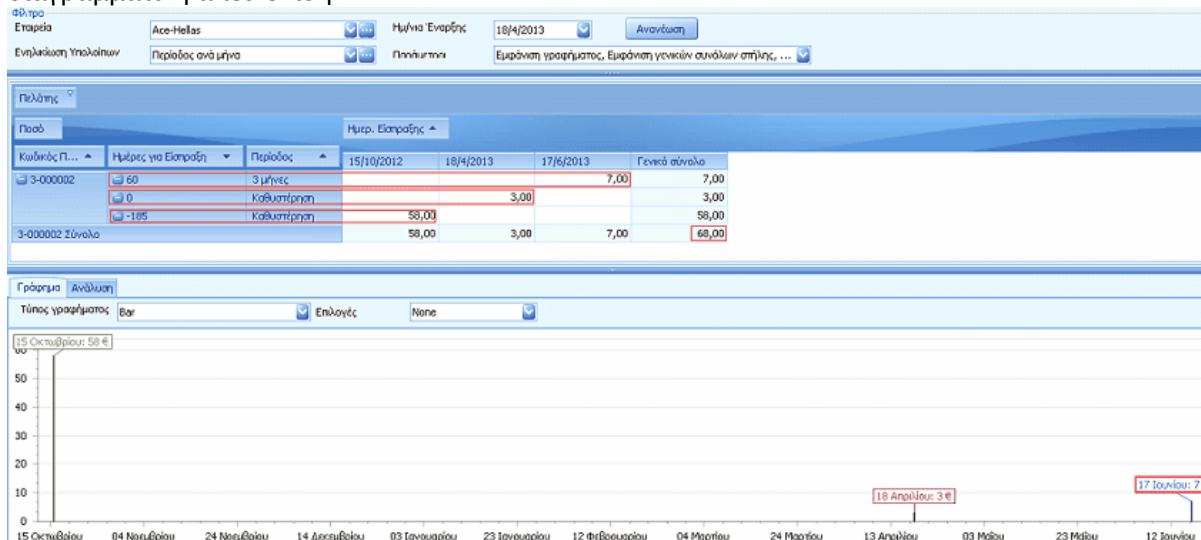 Φίλτρο
Εταιρεία Ace-Hellas Ημ/νία Έναρξης 18/4/2013 Ανανέωση
Ενηλικίωση Υπολοίπων Περίοδος ανά μήνα Εμφάνιση γραφήματος, Εμφάνιση γενικών συνόλων στήλης, ...
Πελάτης
Ποσό Ημερ. Είσπραξης
Κωδικός Π... Ημέρες για Είσπραξη Περίοδος 15/10/2012 18/4/2013 17/6/2013 Γενικό σύνολο
3-000002 60 3 μήνες 7,00 7,00
0 Καθυστέρηση 3,00 3,00
-185 Καθυστέρηση 58,00 58,00
3-000002 Σύνολο 58,00 3,00 7,00 68,00
Γράφημα Ανάλυση
Τύπος γραφήματος Bar Επιλογές None
15 Οκτωβρίου: 58 €
60
50
40
30
20
10
0
18 Απριλίου: 3 €
17 Ιουνίου: 7
15 Οκτωβρίου 04 Νοεμβρίου 24 Νοεμβρίου 14 Δεκεμβρίου 03 Ιανουαρίου 23 Ιανουαρίου 12 Φεβρουαρίου 04 Μαρτίου 24 Μαρτίου 13 Απριλίου 03 Μαΐου 23 Μαΐου 12 Ιουνίου